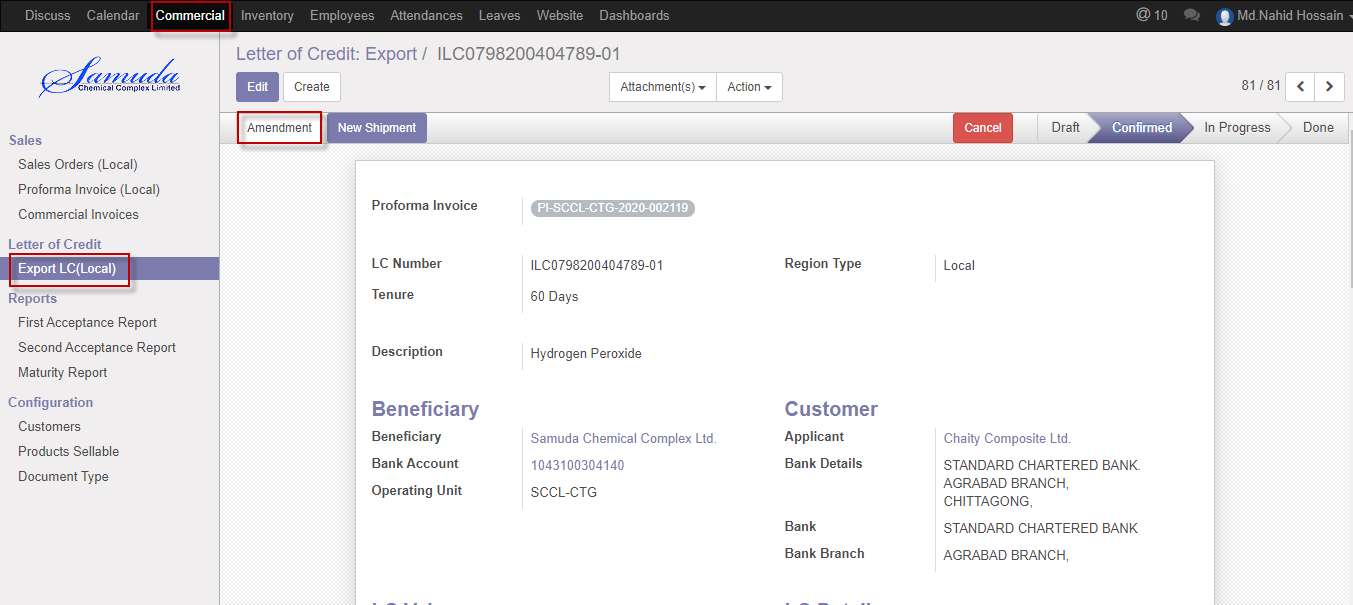 Discuss Calendar Commercial Inventory Employees Attendances Leaves Website Dashboards @ 10 Md.Nahid Hossain
Samuda
Chemical Complex Limited
Sales
Sales Orders (Local)
Proforma Invoice (Local)
Commercial Invoices
Letter of Credit
Export LC(Local)
Reports
First Acceptance Report
Second Acceptance Report
Maturity Report
Configuration
Customers
Products Sellable
Document Type
Letter of Credit: Export / ILC0798200404789-01
Edit Create Attachment(s) Action 81 / 81
Amendment New Shipment Cancel Draft Confirmed In Progress Done
Proforma Invoice PI-SCCL-CTG-2020-002119
LC Number ILC0798200404789-01 Region Type Local
Tenure 60 Days
Description Hydrogen Peroxide
Beneficiary
Beneficiary Samuda Chemical Complex Ltd.
Bank Account 1043100304140
Operating Unit SCCL-CTG
Customer
Applicant Chaity Composite Ltd.
Bank Details STANDARD CHARTERED BANK.
AGRABAD BRANCH,
CHITTAGONG,
Bank STANDARD CHARTERED BANK
Bank Branch AGRABAD BRANCH,